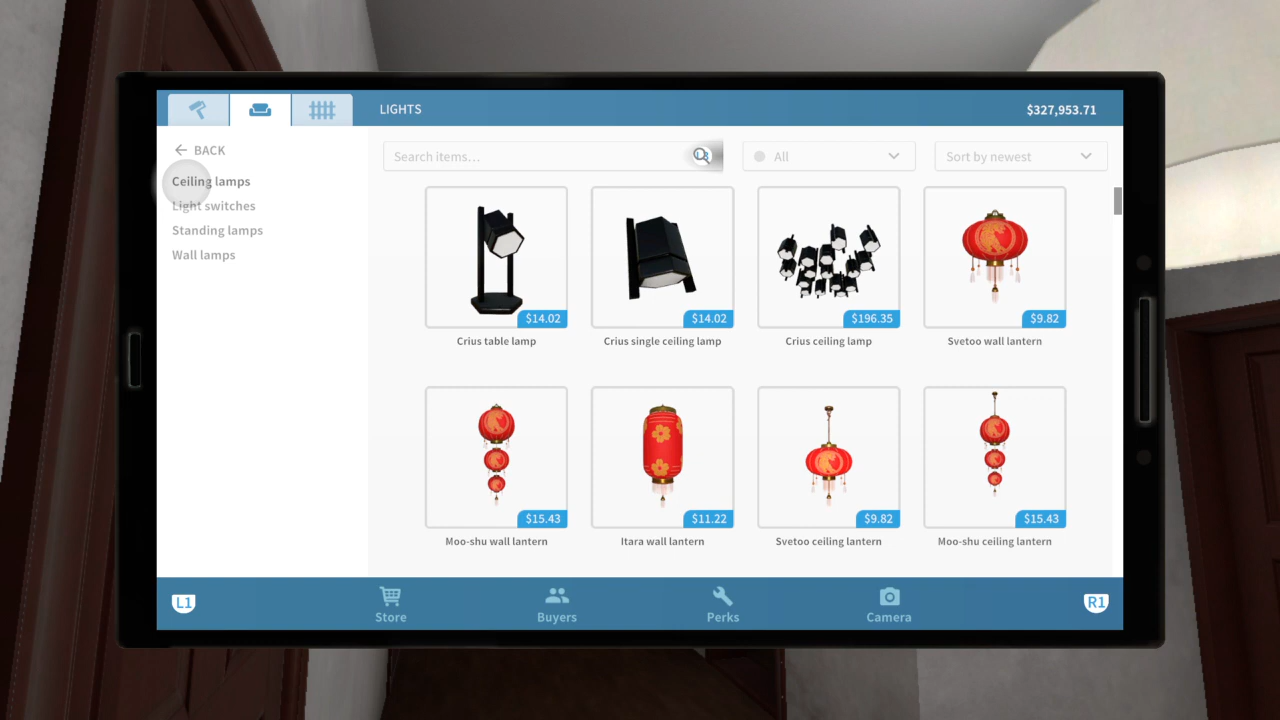 LIGHTS
$327,953.71
BACK
Ceiling lamps
Light switches
Standing lamps
Wall lamps
Search items...
All
Sort by newest
$14.02
$14.02
$196.35
$9.82
Crius table lamp
Crius single ceiling lamp
Crius ceiling lamp
Svetoo wall lantern
$15.43
$11.22
$9.82
$15.43
Moo-shu wall lantern
Itara wall lantern
Svetoo ceiling lantern
Moo-shu ceiling lantern
L1
Store
Buyers
Perks
Camera
R1